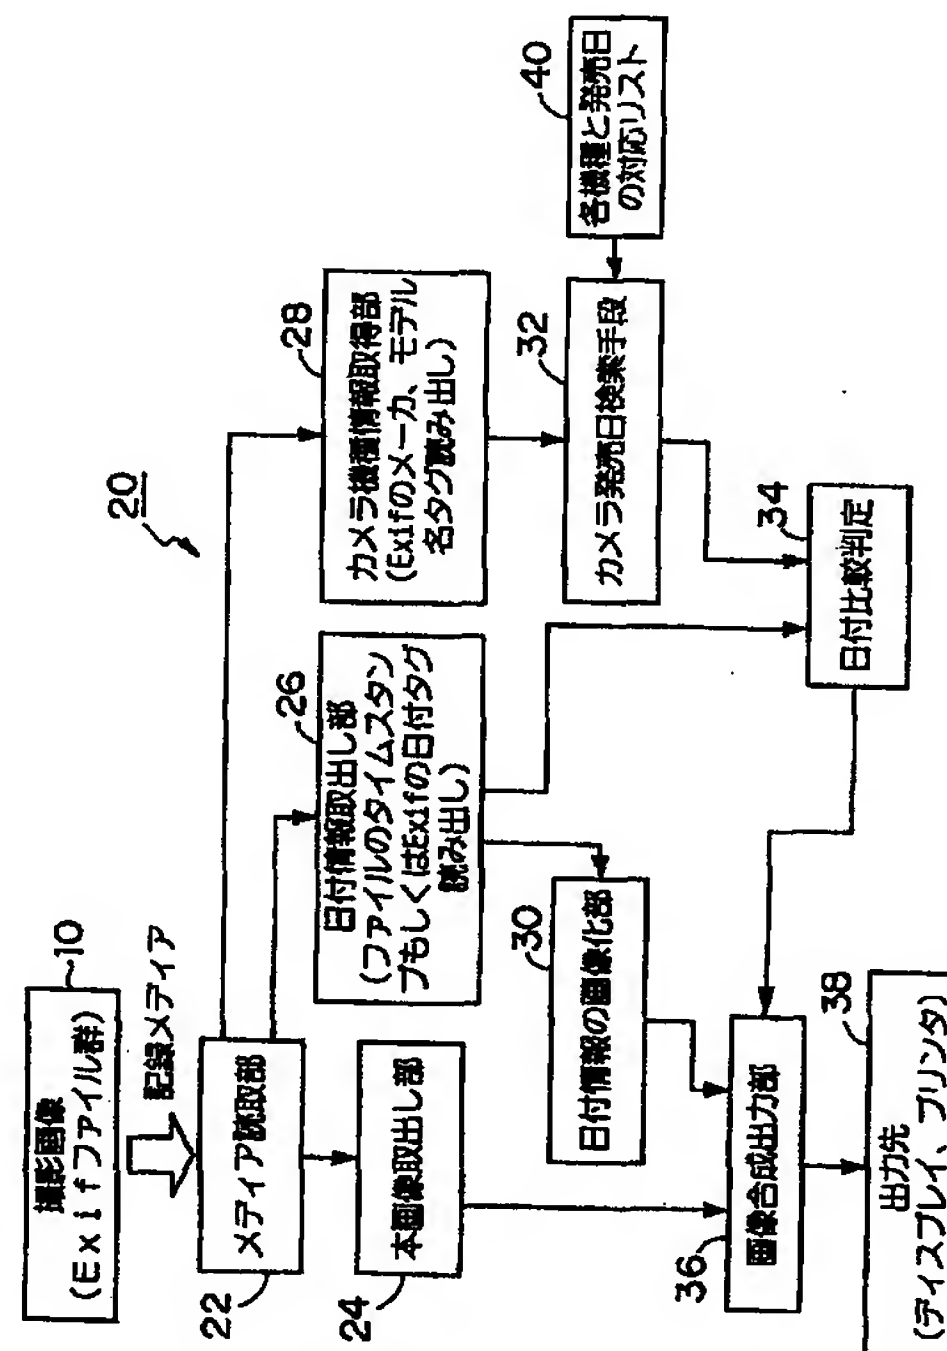 20
撮影画像
(Exifファイル群)
10
記録メディア
メディア読取部
22
本画像取出し部
24
日付情報取出し部
(ファイルのタイムスタン
プもしくはExifの日付タグ
読み出し)
26
カメラ機種情報取得部
(Exifのメーカ、モデル
名タグ読み出し)
28
日付情報の画像化部
30
カメラ発売日検索手段
32
各機種と発売日
の対応リスト
40
日付比較判定
34
画像合成出力部
36
出力先
(ディスプレイ、プリンタ)
38